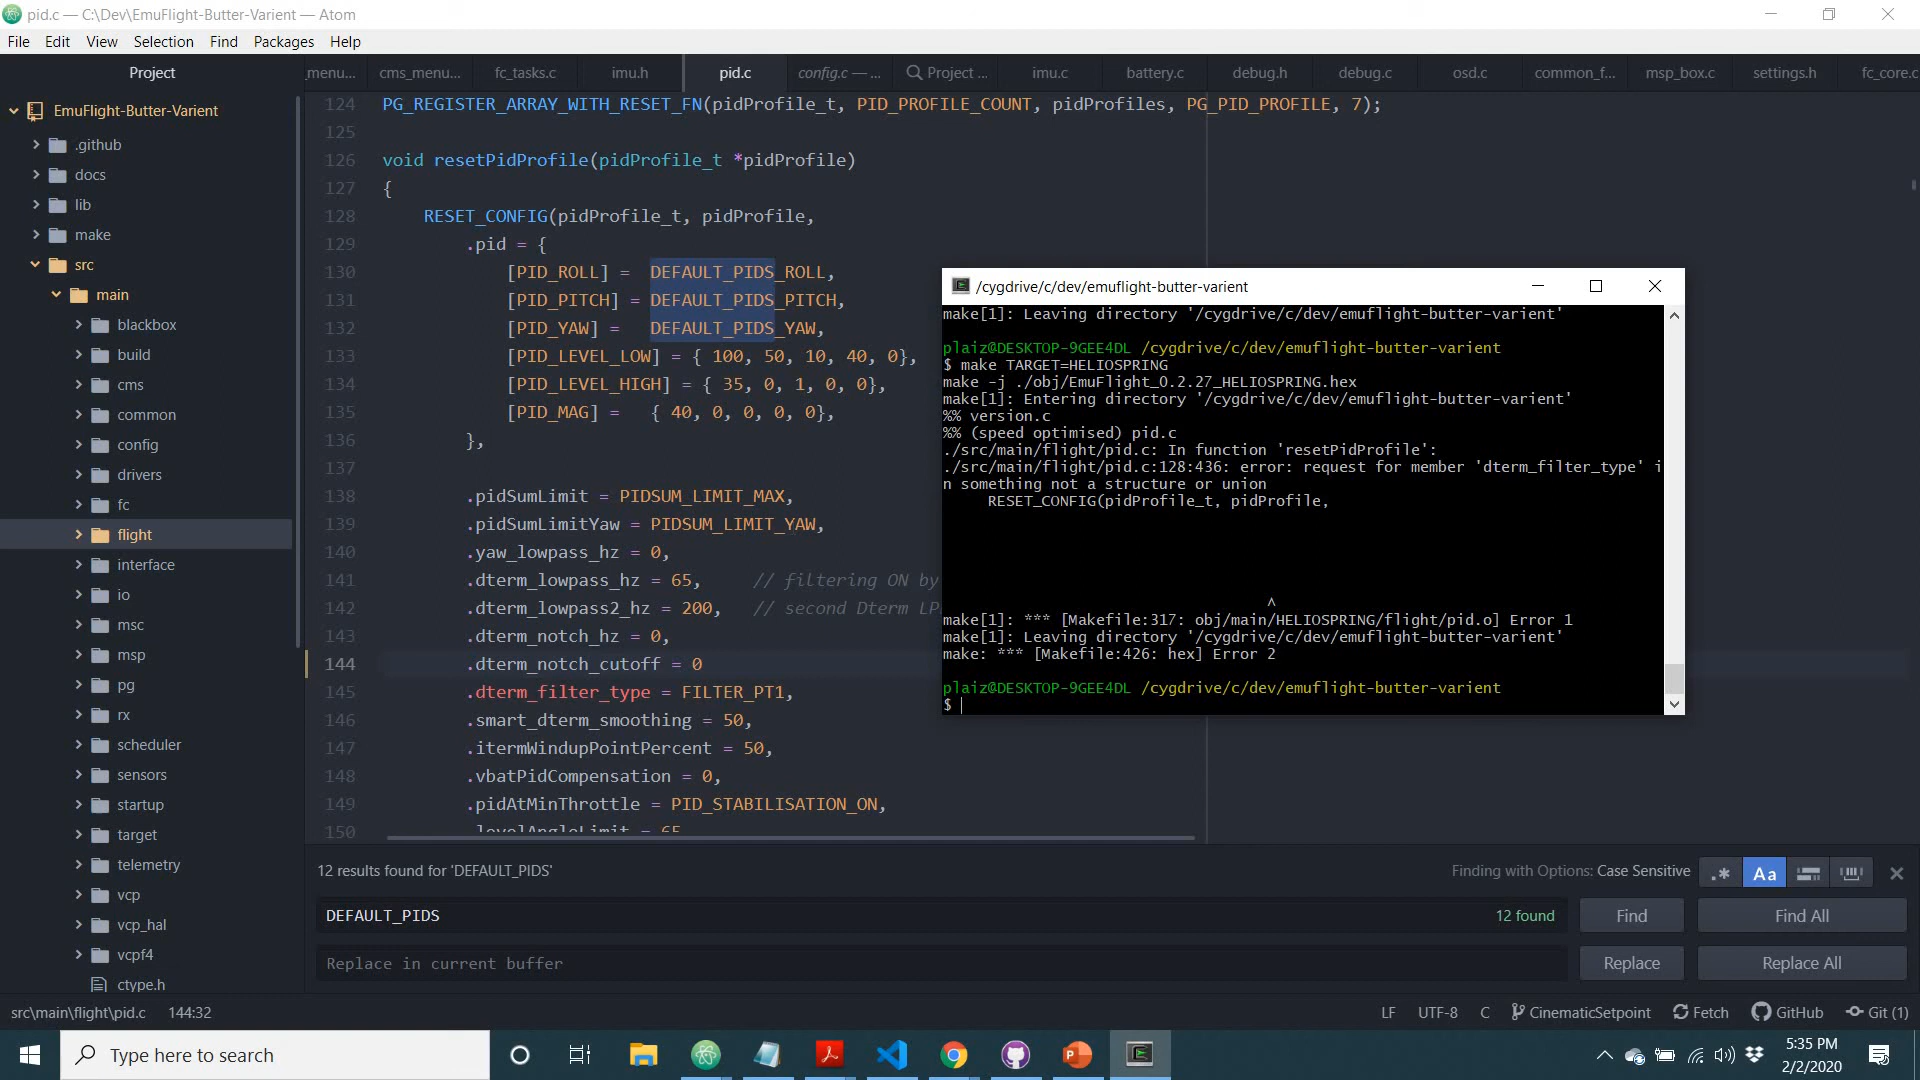 pid.c — C:\Dev\EmuFlight-Butter-Varient — Atom
File Edit View Selection Find Packages Help
Project
_menu... cms_menu... fc_tasks.c imu.h pid.c config.c — ... Project ... imu.c battery.c debug.h debug.c osd.c common_f... msp_box.c settings.h fc_core.c
EmuFlight-Butter-Varient
.github
docs
lib
make
src
main
blackbox
build
cms
common
config
drivers
fc
flight
interface
io
msc
msp
pg
rx
scheduler
sensors
startup
target
telemetry
vcp
vcp_hal
vcpf4
ctype.h
124 PG_REGISTER_ARRAY_WITH_RESET_FN(pidProfile_t, PID_PROFILE_COUNT, pidProfiles, PG_PID_PROFILE, 7);
125
126 void resetPidProfile(pidProfile_t *pidProfile)
127 {
128 RESET_CONFIG(pidProfile_t, pidProfile,
129 .pid = {
130 [PID_ROLL] = DEFAULT_PIDS_ROLL,
131 [PID_PITCH] = DEFAULT_PIDS_PITCH,
132 [PID_YAW] = DEFAULT_PIDS_YAW,
133 [PID_LEVEL_LOW] = { 100, 50, 10, 40, 0},
134 [PID_LEVEL_HIGH] = { 35, 0, 1, 0, 0},
135 [PID_MAG] = { 40, 0, 0, 0, 0},
136 },
137
138 .pidSumLimit = PIDSUM_LIMIT_MAX,
139 .pidSumLimitYaw = PIDSUM_LIMIT_YAW,
140 .yaw_lowpass_hz = 0,
141 .dterm_lowpass_hz = 65, // filtering ON by
142 .dterm_lowpass2_hz = 200, // second Dterm LP
143 .dterm_notch_hz = 0,
144 .dterm_notch_cutoff = 0
145 .dterm_filter_type = FILTER_PT1,
146 .smart_dterm_smoothing = 50,
147 .itermWindupPointPercent = 50,
148 .vbatPidCompensation = 0,
149 .pidAtMinThrottle = PID_STABILISATION_ON,
150 .levelAngleLimit = 65
/cygdrive/c/dev/emuflight-butter-varient
make[1]: Leaving directory '/cygdrive/c/dev/emuflight-butter-varient'
plaiz@DESKTOP-9GEE4DL /cygdrive/c/dev/emuflight-butter-varient
$ make TARGET=HELIOSPRING
make -j ./obj/EmuFlight_0.2.27_HELIOSPRING.hex
make[1]: Entering directory '/cygdrive/c/dev/emuflight-butter-varient'
%% version.c
%% (speed optimised) pid.c
./src/main/flight/pid.c: In function 'resetPidProfile':
./src/main/flight/pid.c:128:436: error: request for member 'dterm_filter_type' i
n something not a structure or union
RESET_CONFIG(pidProfile_t, pidProfile,
^
make[1]: *** [Makefile:317: obj/main/HELIOSPRING/flight/pid.o] Error 1
make[1]: Leaving directory '/cygdrive/c/dev/emuflight-butter-varient'
make: *** [Makefile:426: hex] Error 2
plaiz@DESKTOP-9GEE4DL /cygdrive/c/dev/emuflight-butter-varient
$
12 results found for 'DEFAULT_PIDS' Finding with Options: Case Sensitive .* Aa
DEFAULT_PIDS 12 found Find Find All
Replace in current buffer Replace Replace All
src\main\flight\pid.c 144:32 LF UTF-8 C CinematicSetpoint Fetch GitHub Git (1)
Type here to search
5:35 PM
2/2/2020